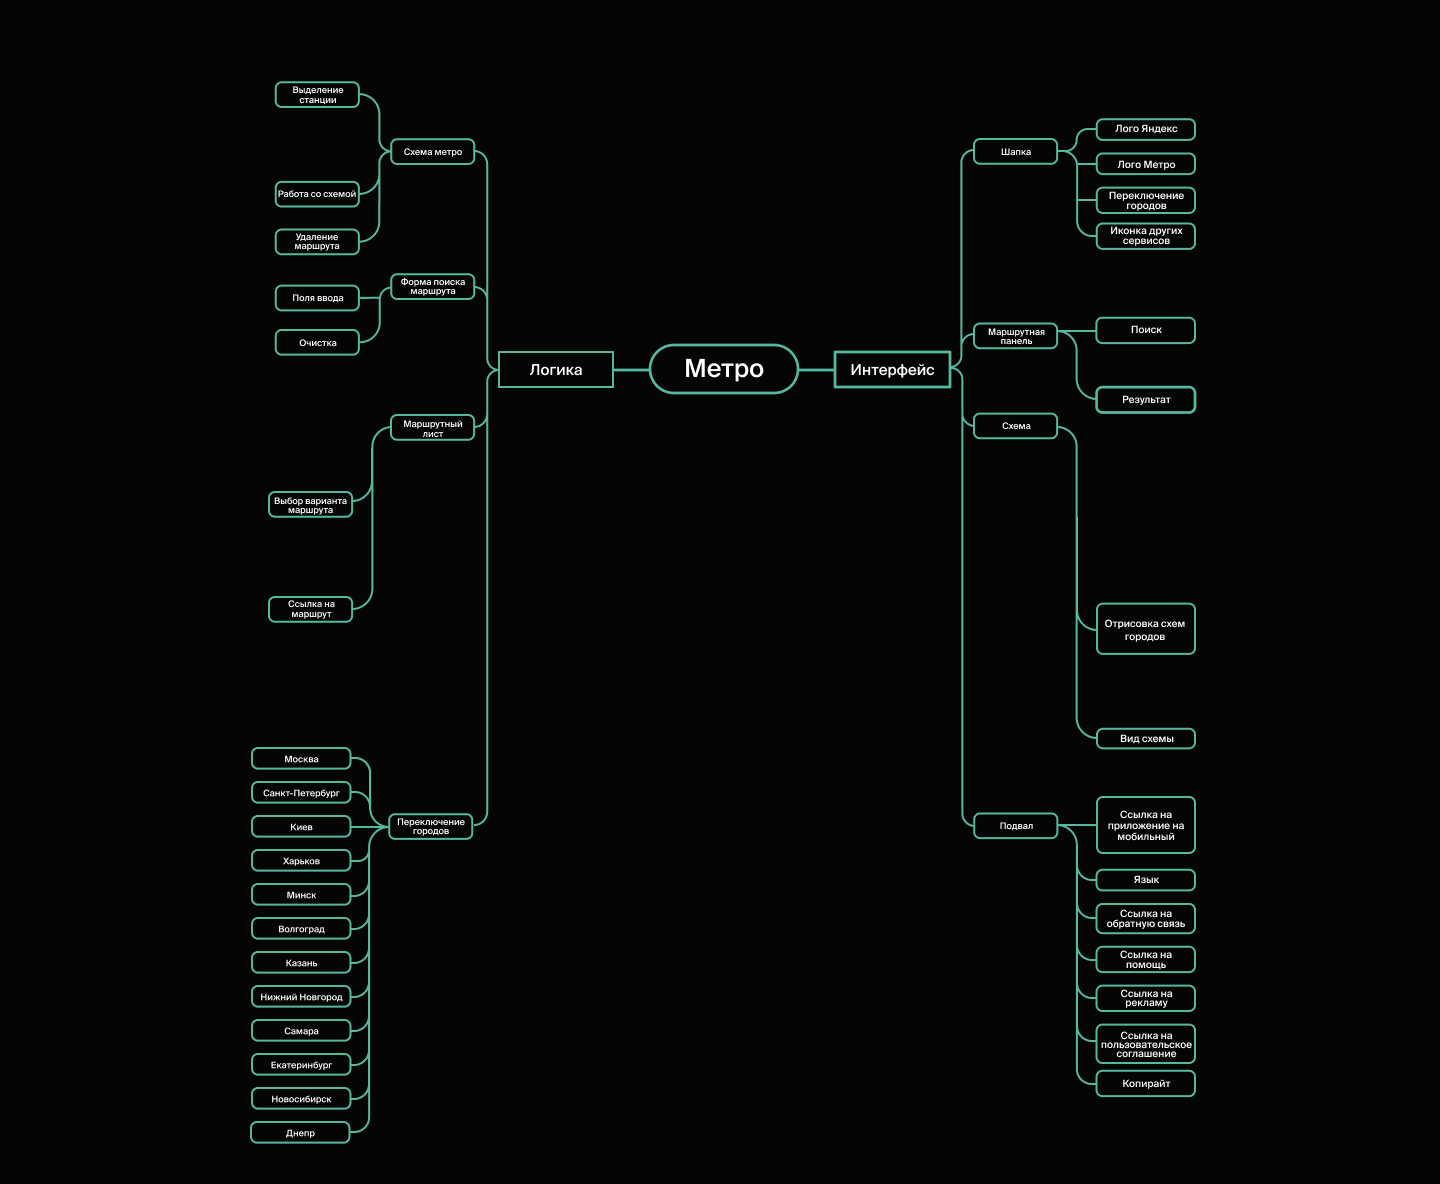 Метро
Логика
Схема метро
Выделение
станции
Работа со схемой
Удаление
маршрута
Форма поиска
маршрута
Поля ввода
Очистка
Маршрутный
лист
Выбор варианта
маршрута
Ссылка на
маршрут
Переключение
городов
Москва
Санкт-Петербург
Киев
Харьков
Минск
Волгоград
Казань
Нижний Новгород
Самара
Екатеринбург
Новосибирск
Днепр
Интерфейс
Шапка
Лого Яндекс
Лого Метро
Переключение
городов
Иконка других
сервисов
Маршрутная
панель
Поиск
Результат
Схема
Отрисовка схем
городов
Вид схемы
Подвал
Ссылка на
приложение на
мобильный
Язык
Ссылка на
обратную связь
Ссылка на
помощь
Ссылка на
рекламу
Ссылка на
пользовательское
соглашение
Копирайт